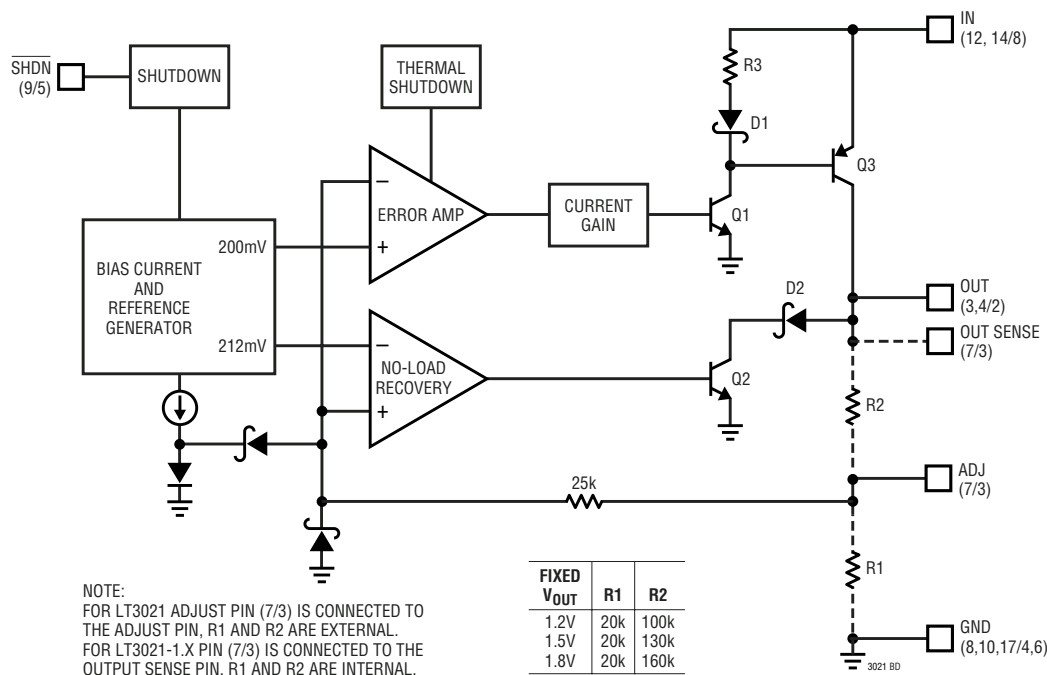 IN
(12, 14/8)
SHDN
(9/5)
SHUTDOWN
THERMAL
SHUTDOWN
R3
D1
Q3
ERROR AMP
–
+
CURRENT
GAIN
Q1
BIAS CURRENT
AND
REFERENCE
GENERATOR
200mV
212mV
NO-LOAD
RECOVERY
–
+
D2
Q2
OUT
(3,4/2)
OUT SENSE
(7/3)
R2
ADJ
(7/3)
25k
R1
GND
(8,10,17/4,6)
3021 BD
NOTE:
FOR LT3021 ADJUST PIN (7/3) IS CONNECTED TO
THE ADJUST PIN, R1 AND R2 ARE EXTERNAL.
FOR LT3021-1.X PIN (7/3) IS CONNECTED TO THE
OUTPUT SENSE PIN, R1 AND R2 ARE INTERNAL.
FIXED
VOUT R1 R2
1.2V 20k 100k
1.5V 20k 130k
1.8V 20k 160k